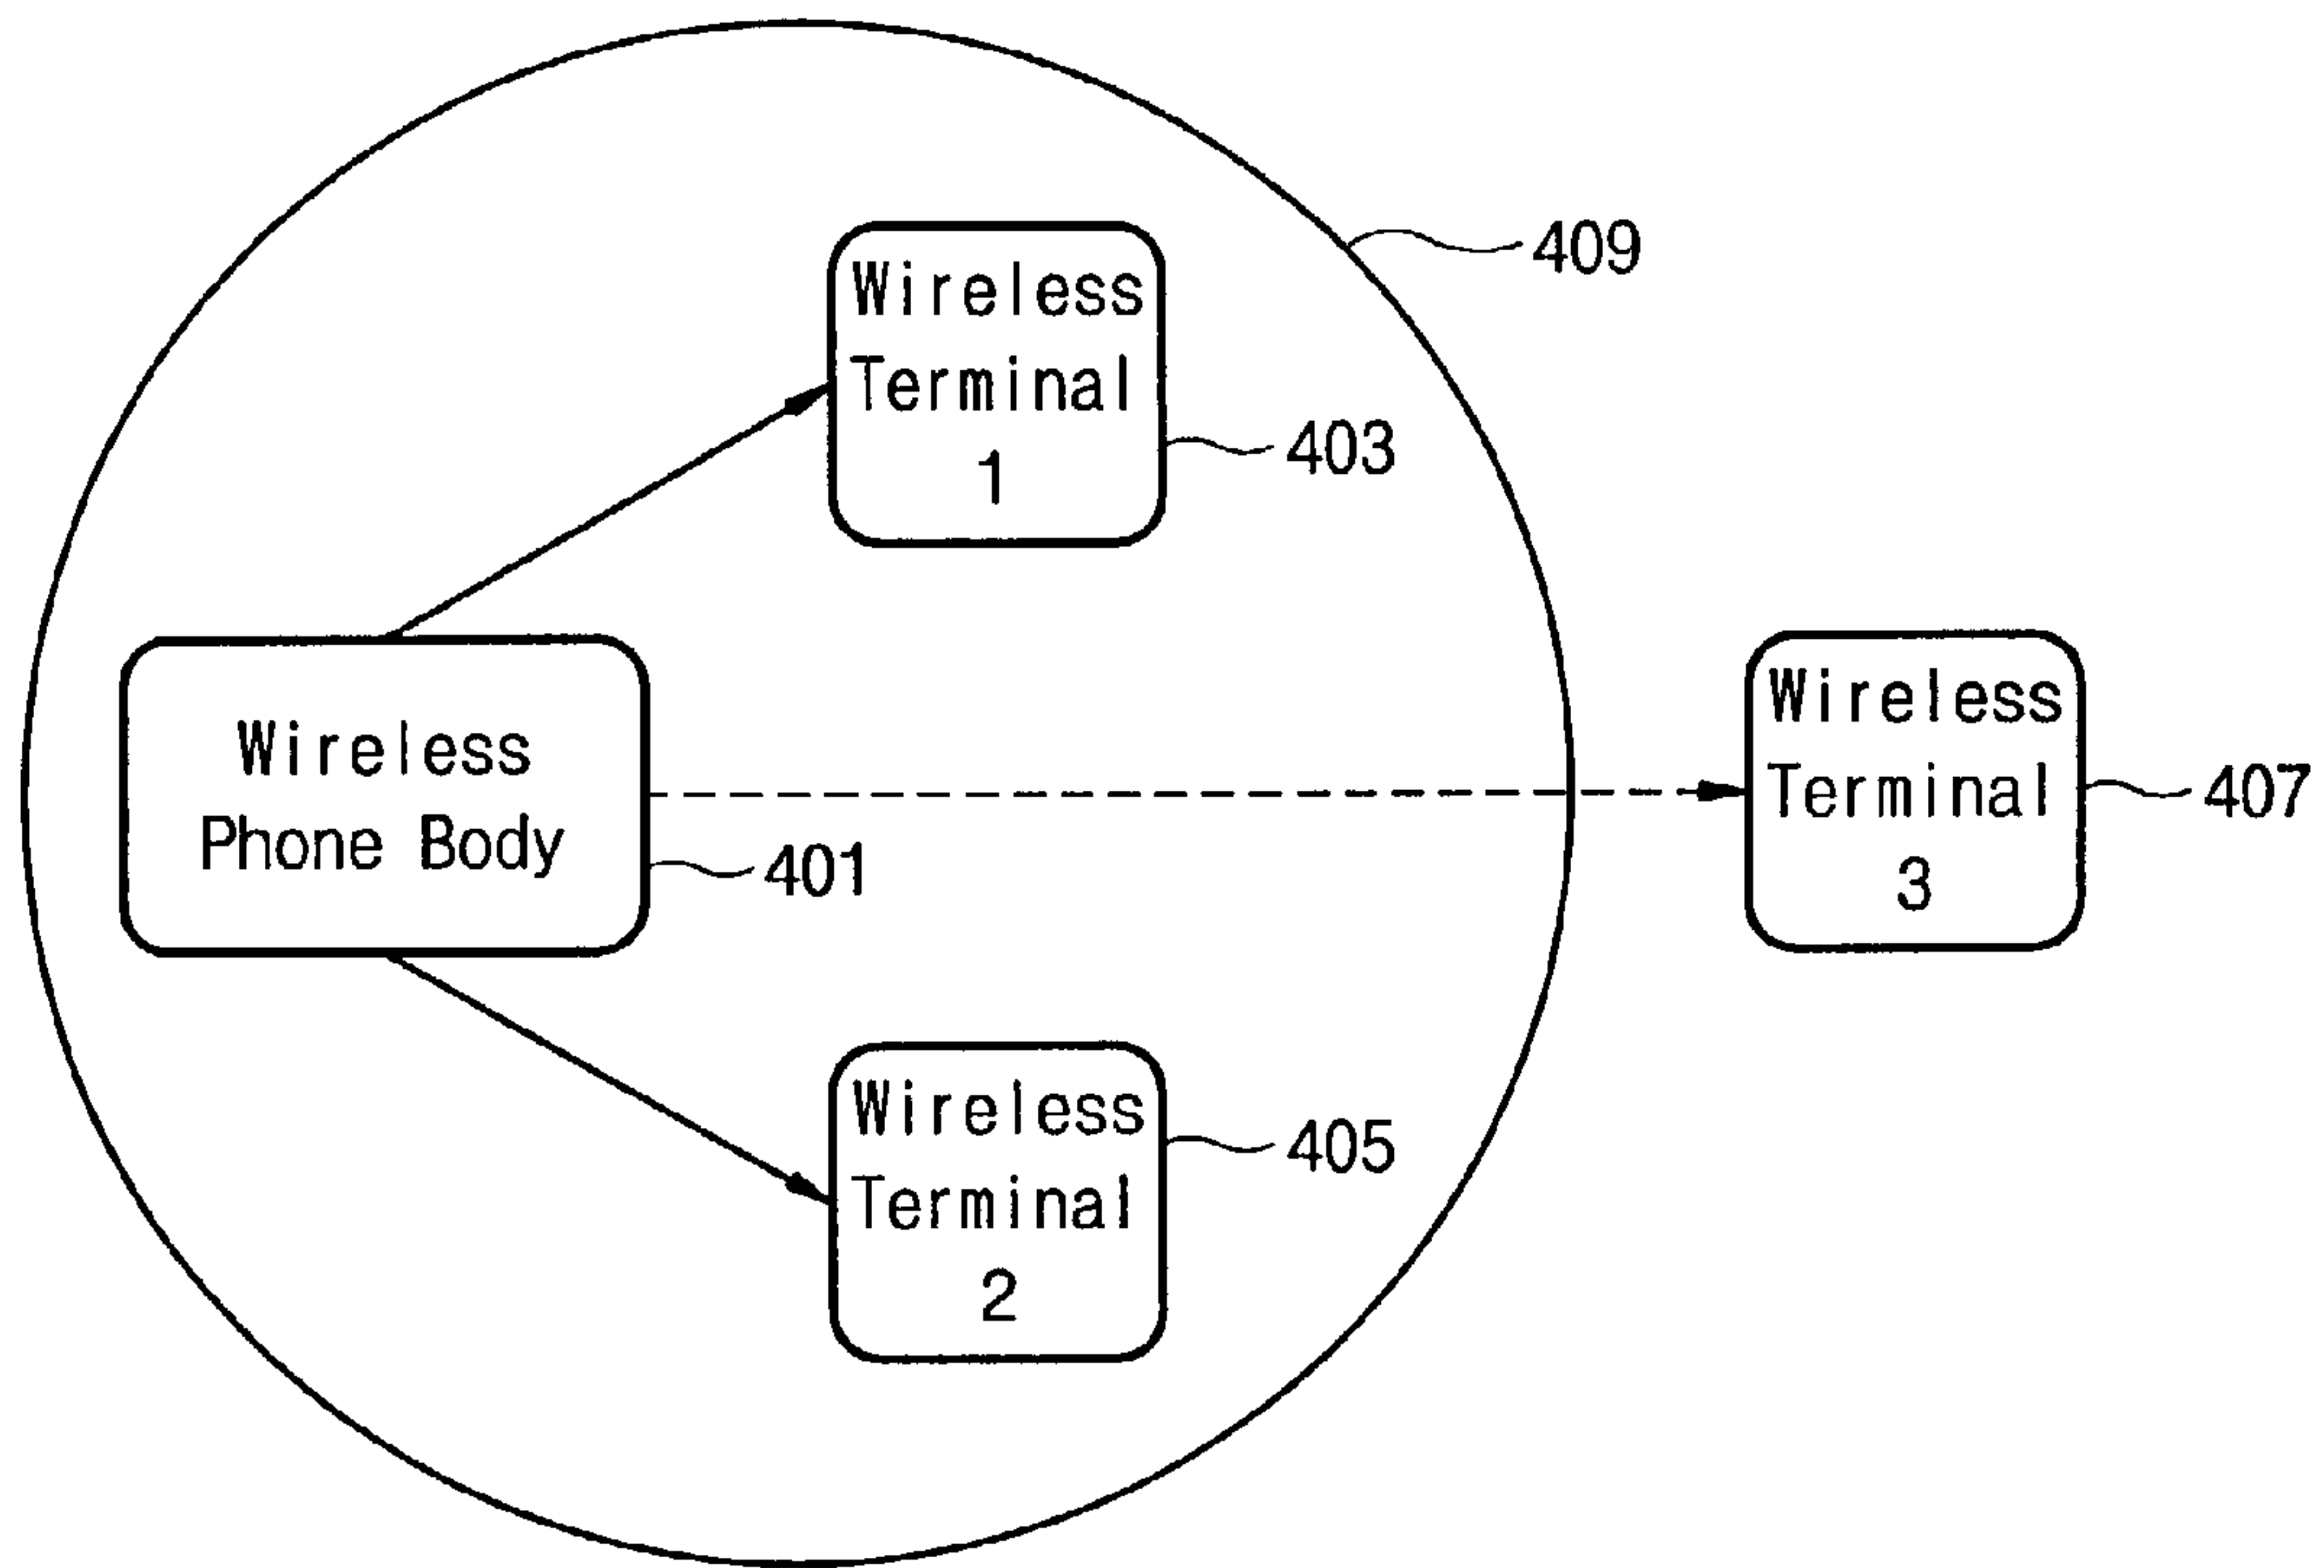 409
Wireless
Terminal
1
403
Wireless
Phone Body
401
Wireless
Terminal
3
407
Wireless
Terminal
2
405